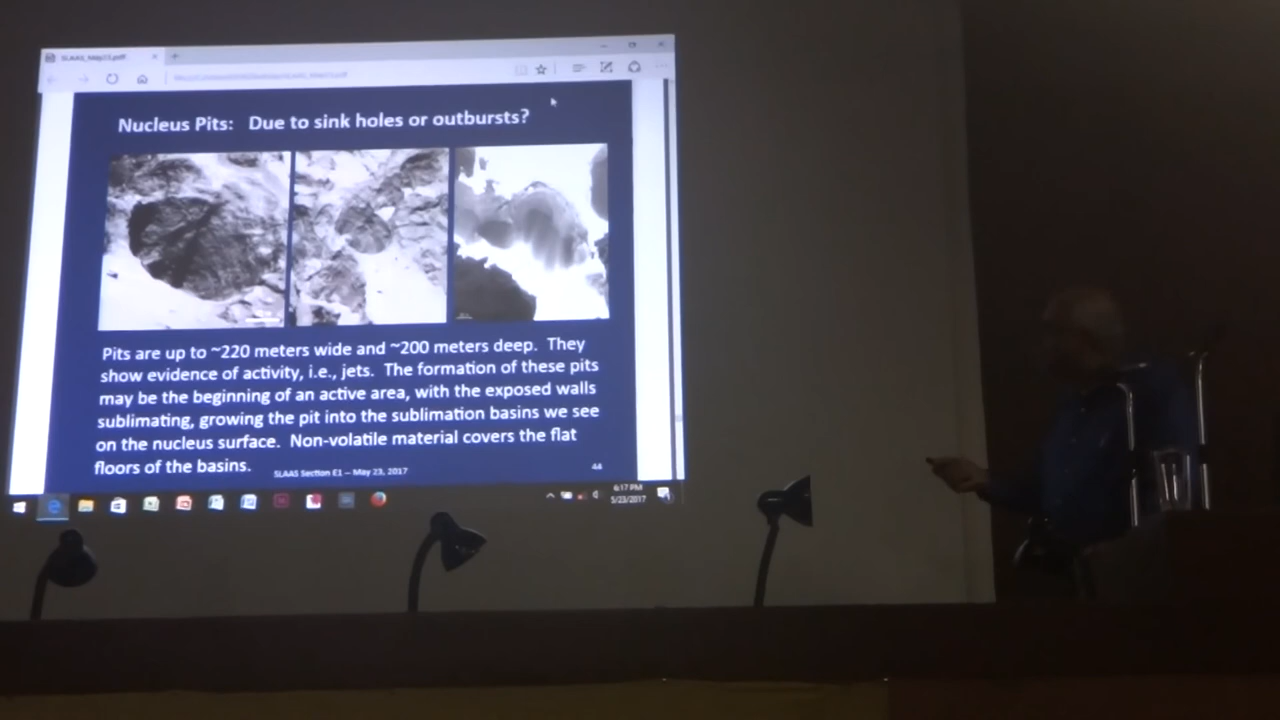 SLAAS_May23.pdf
Nucleus Pits: Due to sink holes or outbursts?
Pits are up to ~220 meters wide and ~200 meters deep. They
show evidence of activity, i.e., jets. The formation of these pits
may be the beginning of an active area, with the exposed walls
sublimating, growing the pit into the sublimation basins we see
on the nucleus surface. Non-volatile material covers the flat
floors of the basins.
SLAAS Section E1 – May 23, 2017
44
6:17 PM
5/23/2017